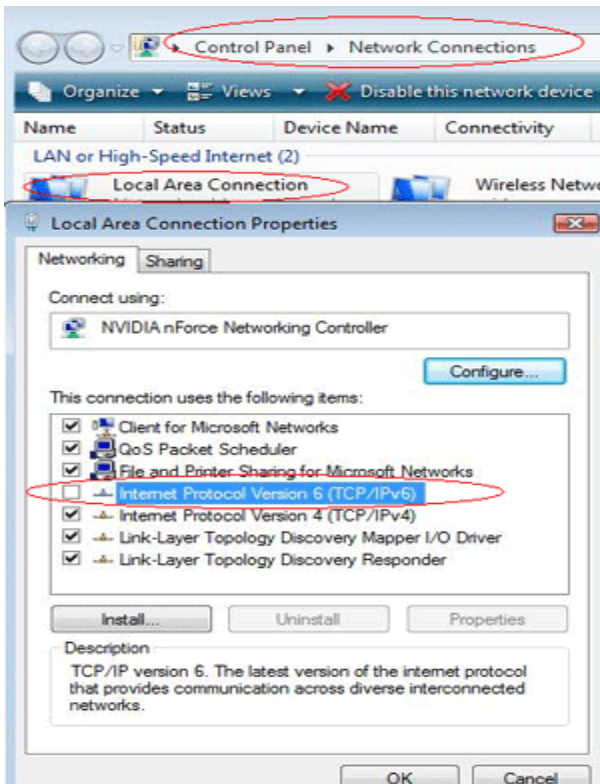 Control Panel Network Connections
Organize Views Disable this network device
Name Status Device Name Connectivity
LAN or High-Speed Internet (2)
Local Area Connection Wireless Netwo
Local Area Connection Properties
Networking Sharing
Connect using:
NVIDIA nForce Networking Controller
Configure...
This connection uses the following items:
Client for Microsoft Networks
QoS Packet Scheduler
File and Printer Sharing for Microsoft Networks
Internet Protocol Version 6 (TCP/IPv6)
Internet Protocol Version 4 (TCP/IPv4)
Link-Layer Topology Discovery Mapper I/O Driver
Link-Layer Topology Discovery Responder
Install... Uninstall Properties
Description
TCP/IP version 6. The latest version of the internet protocol
that provides communication across diverse interconnected
networks.
OK Cancel